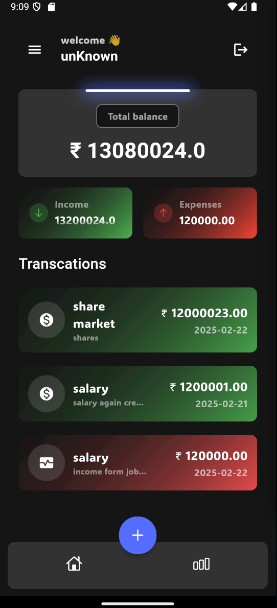 9:09
welcome 👋
unKnown
Total balance
₹ 13080024.0
Income
13200024.0
Expenses
120000.00
Transcations
share
market
shares
₹ 12000023.00
2025-02-22
salary
salary again cre...
₹ 1200001.00
2025-02-21
salary
income form job...
₹ 120000.00
2025-02-22